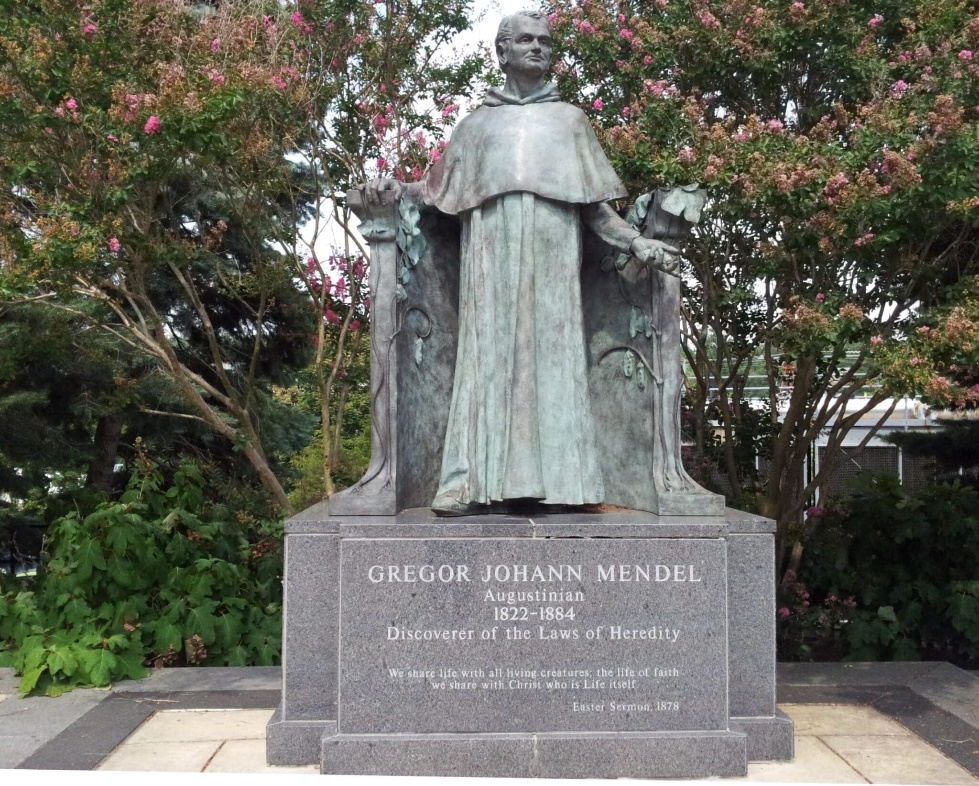 GREGOR JOHANN MENDEL
Augustinian
1822-1884
Discoverer of the Laws of Heredity
We share life with all living creatures; the life of faith
we share with Christ who is Life itself.
Easter Sermon, 1878